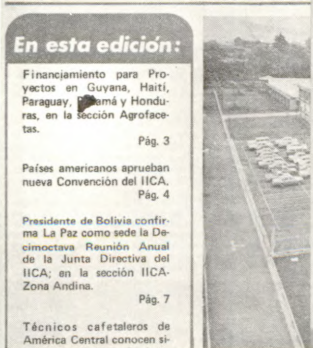 En esta edición:
Financiamiento para Pro-
yectos en Guyana, Haití,
Paraguay, Panamá y Hondu-
ras, en la sección Agroface-
tas.
Pág. 3
Países americanos aprueban
nueva Convención del IICA.
Pág. 4
Presidente de Bolivia confir-
ma La Paz como sede la De-
cimoctava Reunión Anual
de la Junta Directiva del
IICA; en la sección IICA-
Zona Andina.
Pág. 7
Técnicos cafetaleros de
América Central conocen si-